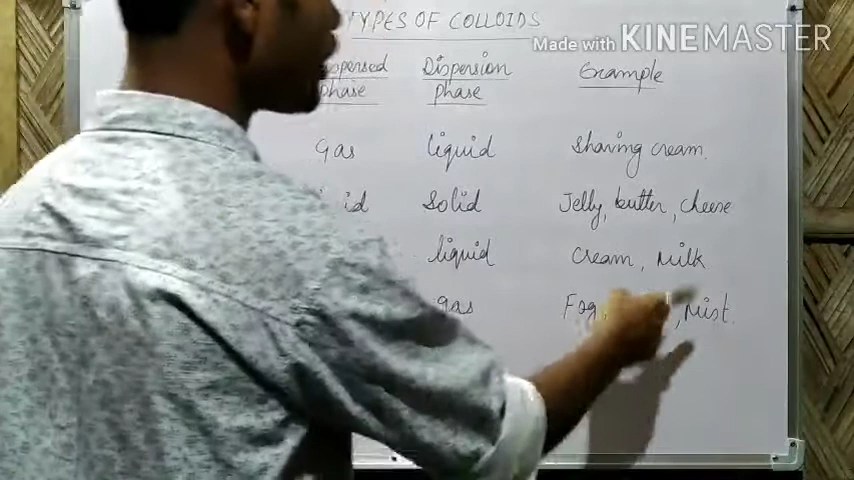 TYPES OF COLLOIDS
Made with KINEMASTER
Dispersion Example
phase phase
gas liquid Shaving cream.
Solid Jelly, butter, cheese
liquid Cream, Milk
gas Fog, Mist.